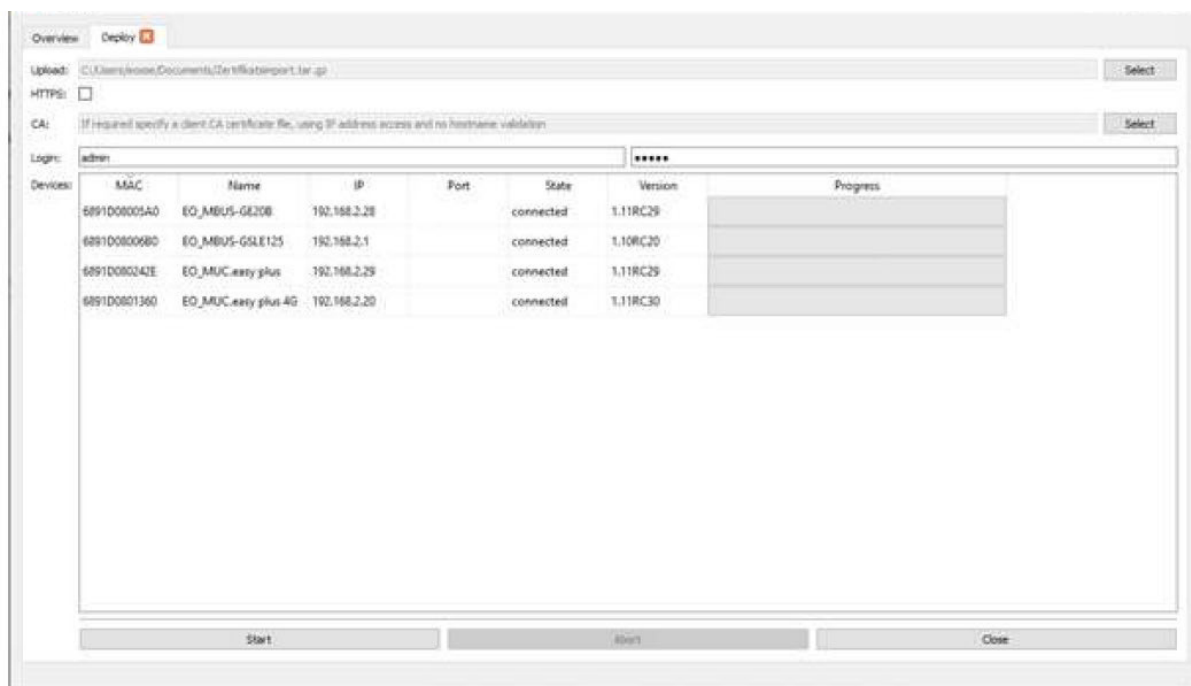 Overview Deploy
Upload: C:/Users/ Documents/Zertifikatsimport.tar.gz Select
HTTPS:
CA: If required specify a client CA certificate file, using IP address access and no hostname validation Select
Login: admin •••••
Devices: MAC Name IP Port State Version Progress
6891D08005A0 EO_MBUS-GE20B 192.168.2.28 connected 1.11RC29
6891D08006B0 EO_MBUS-GSLE125 192.168.2.1 connected 1.10RC20
6891D080242E EO_MUC.easy plus 192.168.2.29 connected 1.11RC29
6891D0801360 EO_MUC.easy plus 4G 192.168.2.20 connected 1.11RC30
Start Abort Close